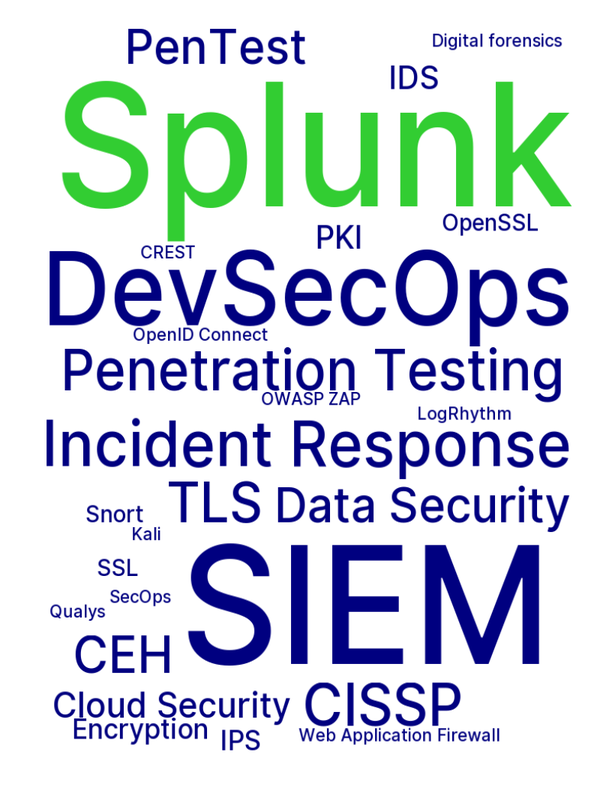 PenTest
Digital forensics
IDS
Splunk
OpenSSL
PKI
CREST
DevSecOps
OpenID Connect
Penetration Testing
OWASP ZAP
LogRhythm
Incident Response
TLS
Data Security
Snort
Kali
SIEM
SSL
SecOps
Qualys
CEH
CISSP
Cloud Security
Encryption
IPS
Web Application Firewall